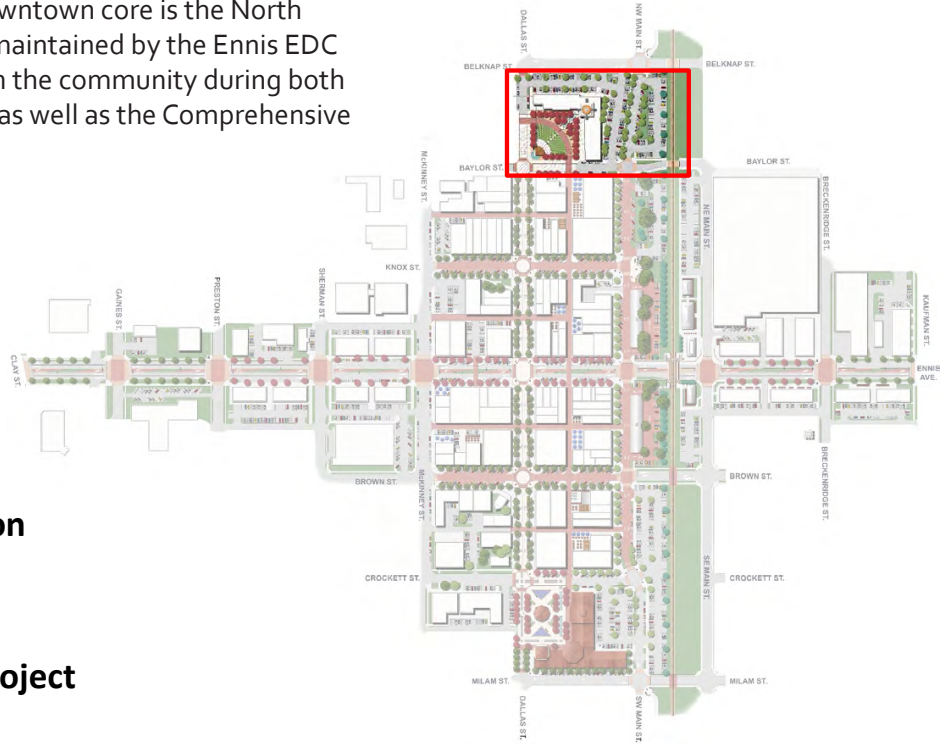 owntown core is the North
maintained by the Ennis EDC
n the community during both
as well as the Comprehensive
on
oject
DALLAS ST.
NW MAIN ST.
BELKNAP ST.
BELKNAP ST.
McKINNEY ST.
BAYLOR ST.
BAYLOR ST.
NE MAIN ST.
BRECKENRIDGE ST.
KNOX ST.
GAINES ST.
PRESTON ST.
SHERMAN ST.
KAUFMAN ST.
CLAY ST.
ENNIS
AVE.
BROWN ST.
McKINNEY ST.
BROWN ST.
BRECKENRIDGE ST.
CROCKETT ST.
SE MAIN ST.
CROCKETT ST.
MILAM ST.
MILAM ST.
DALLAS ST.
SW MAIN ST.